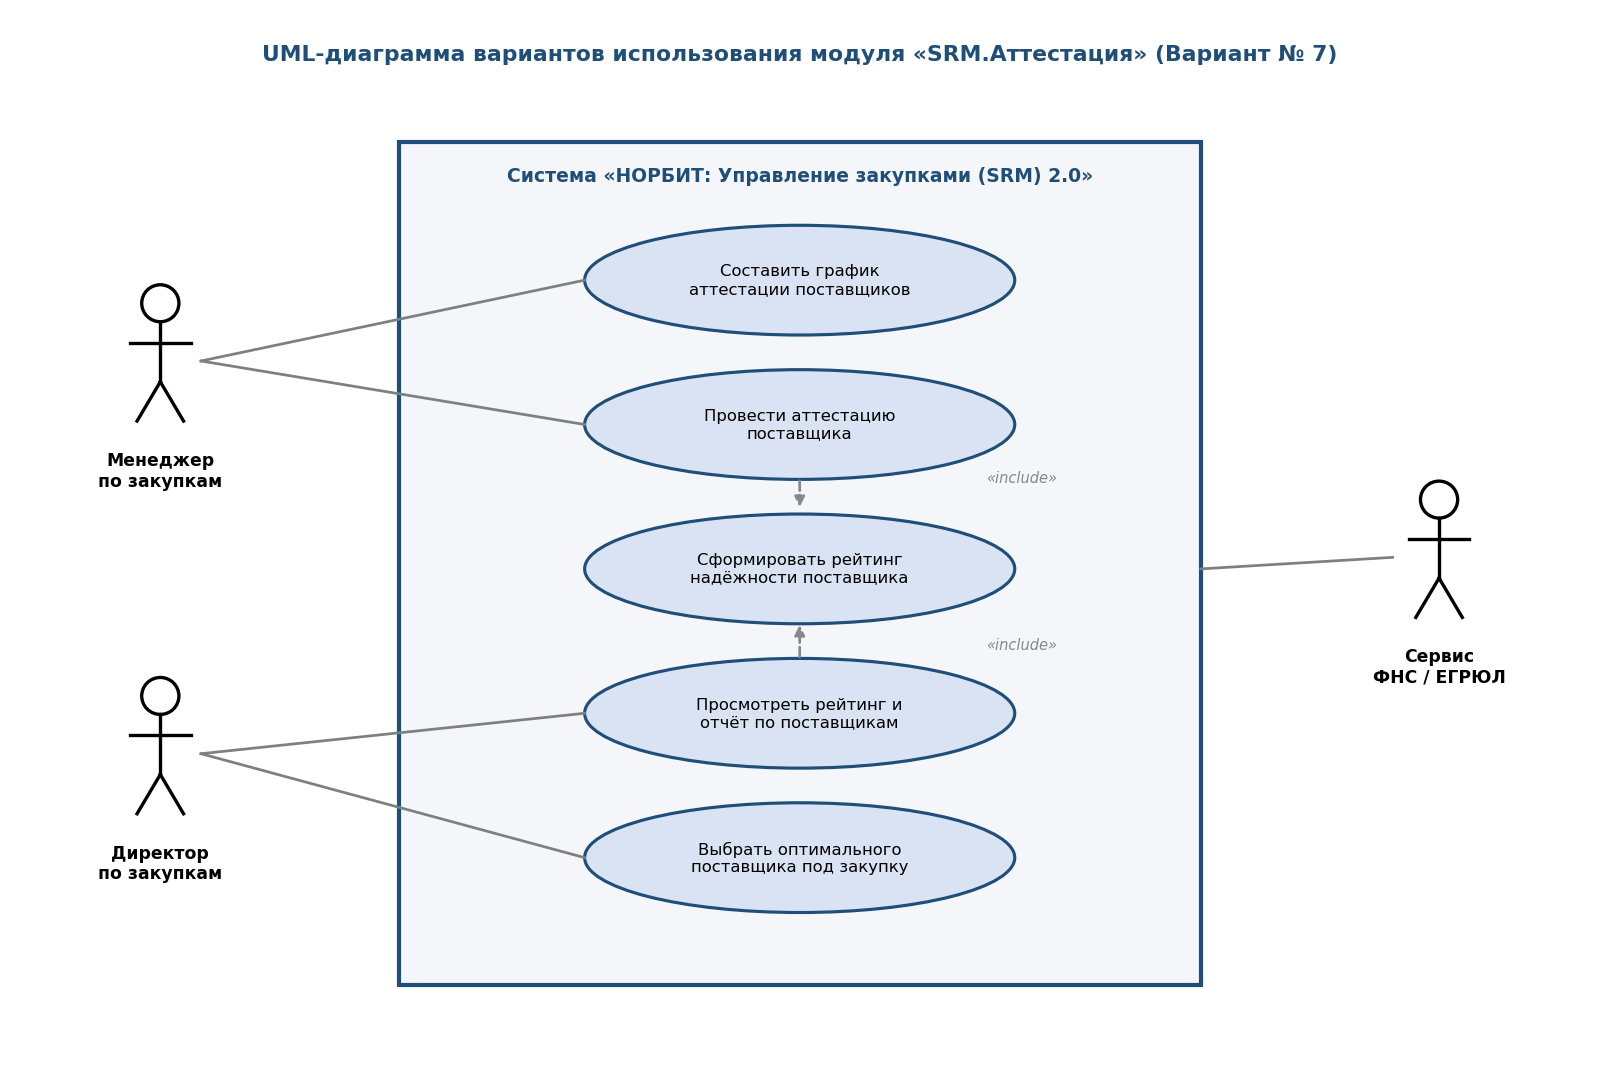 UML-диаграмма вариантов использования модуля «SRM.Аттестация» (Вариант № 7)
Система «НОРБИТ: Управление закупками (SRM) 2.0»
Составить график
аттестации поставщиков
Провести аттестацию
поставщика
Менеджер
по закупкам
«include»
Сформировать рейтинг
надёжности поставщика
«include»
Сервис
ФНС / ЕГРЮЛ
Просмотреть рейтинг и
отчёт по поставщикам
Директор
по закупкам
Выбрать оптимального
поставщика под закупку